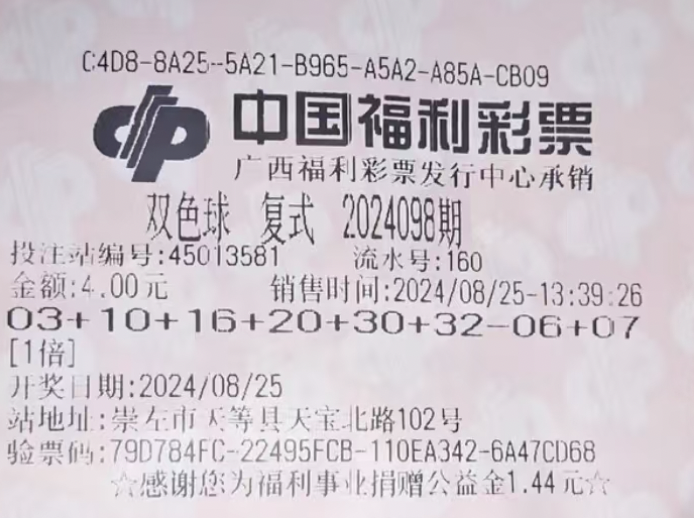 C4D8-8A25-5A21-B965-A5A2-A85A-CB09
中国福利彩票
广西福利彩票发行中心承销
双色球 复式 2024098期
投注站编号:45013581 流水号:160
金额:4.00元 销售时间:2024/08/25-13:39:26
03+10+16+20+30+32-06+07
[1倍]
开奖日期:2024/08/25
站地址:崇左市天等县天宝北路102号
验票码:79D784FC-22495FCB-110EA342-6A47CD68
☆感谢您为福利事业捐赠公益金1.44元☆